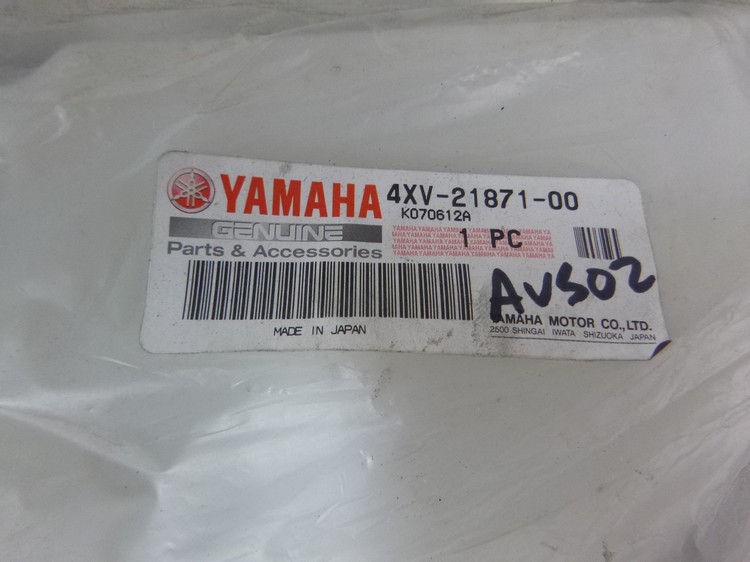 YAMAHA 4XV-21871-00
K070612A
GENUINE
Parts & Accessories
1 PC
AVS02
MADE IN JAPAN
YAMAHA MOTOR CO.,LTD.
2500 SHINGAI IWATA SHIZUOKA JAPAN